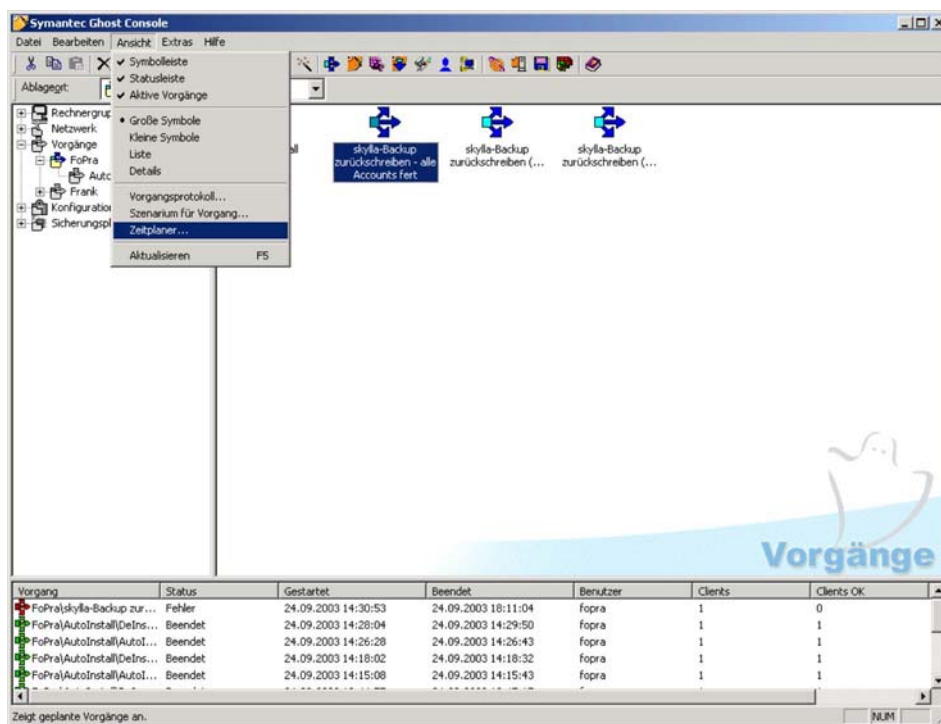 Symantec Ghost Console
Datei Bearbeiten Ansicht Extras Hilfe
Ablageort:
Symbolleiste
Statusleiste
Aktive Vorgänge
Große Symbole
Kleine Symbole
Liste
Details
Vorgangsprotokoll...
Szenarium für Vorgang...
Zeitplaner...
Aktualisieren F5
Rechnergrup
Netzwerk
Vorgänge
FoPra
Auto
Frank
Konfiguration
Sicherungspl
all
skylla-Backup
zurückschreiben - alle
Accounts fert
skylla-Backup
zurückschreiben (...
skylla-Backup
zurückschreiben (...
Vorgänge
Vorgang Status Gestartet Beendet Benutzer Clients Clients OK
FoPra\skylla-Backup zur... Fehler 24.09.2003 14:30:53 24.09.2003 18:11:04 fopra 1 0
FoPra\AutoInstall\DeIns... Beendet 24.09.2003 14:28:04 24.09.2003 14:29:50 fopra 1 1
FoPra\AutoInstall\AutoI... Beendet 24.09.2003 14:26:28 24.09.2003 14:26:43 fopra 1 1
FoPra\AutoInstall\DeIns... Beendet 24.09.2003 14:18:02 24.09.2003 14:18:32 fopra 1 1
FoPra\AutoInstall\AutoI... Beendet 24.09.2003 14:15:08 24.09.2003 14:15:43 fopra 1 1
Zeigt geplante Vorgänge an. NUM